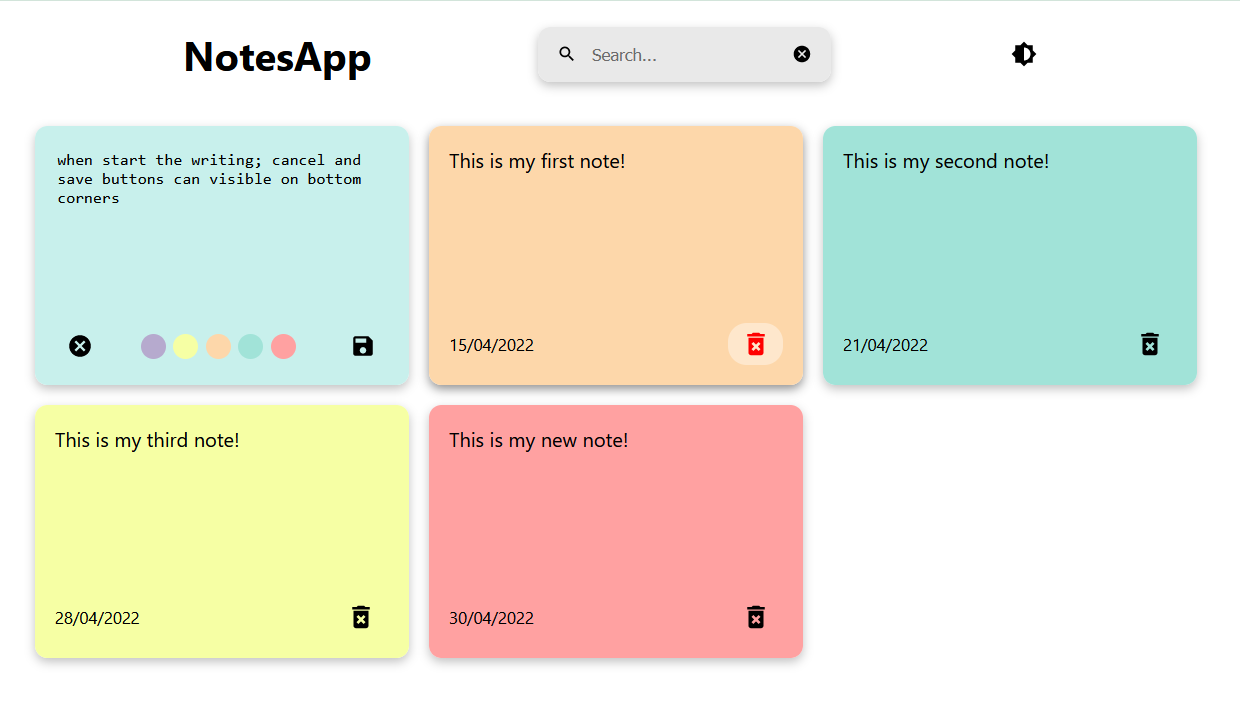 NotesApp
Search...
when start the writing; cancel and
save buttons can visible on bottom
corners
This is my first note!
15/04/2022
This is my second note!
21/04/2022
This is my third note!
28/04/2022
This is my new note!
30/04/2022